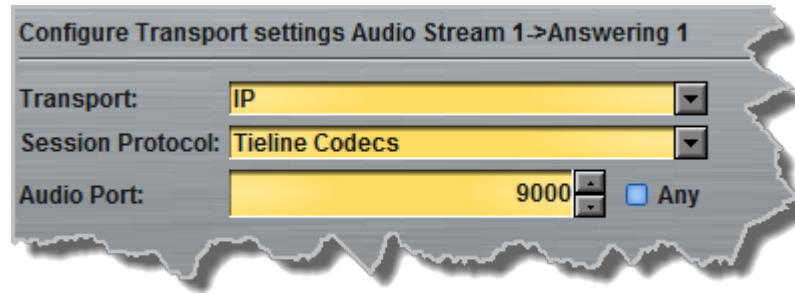 Configure Transport settings Audio Stream 1->Answering 1
Transport: IP
Session Protocol: Tieline Codecs
Audio Port: 9000 Any